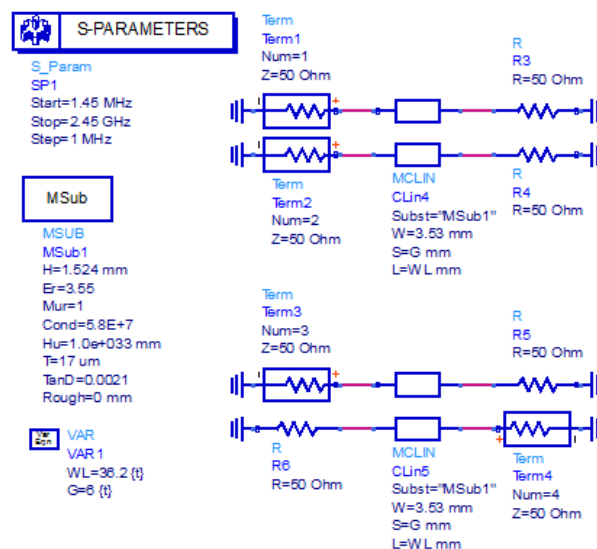 S-PARAMETERS
S_Param
SP1
Start=1.45 MHz
Stop=2.45 GHz
Step=1 MHz
MSub
MSUB
MSub1
H=1.524 mm
Er=3.55
Mur=1
Cond=5.8E+7
Hu=1.0e+033 mm
T=17 um
TanD=0.0021
Rough=0 mm
Var
Eqn
VAR
VAR1
WL=36.2 {t}
G=6 {t}
Term
Term1
Num=1
Z=50 Ohm
R
R3
R=50 Ohm
Term
Term2
Num=2
Z=50 Ohm
MCLIN
CLin4
Subst="MSub1"
W=3.53 mm
S=G mm
L=WL mm
R
R4
R=50 Ohm
Term
Term3
Num=3
Z=50 Ohm
R
R5
R=50 Ohm
R
R6
R=50 Ohm
MCLIN
CLin5
Subst="MSub1"
W=3.53 mm
S=G mm
L=WL mm
Term
Term4
Num=4
Z=50 Ohm